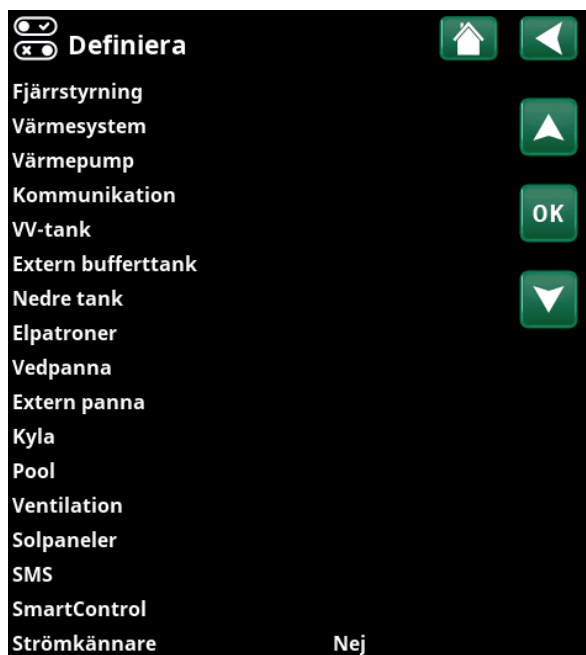 Definiera
Fjärrstyrning
Värmesystem
Värmepump
Kommunikation
VV-tank
OK
Extern bufferttank
Nedre tank
Elpatroner
Vedpanna
Extern panna
Kyla
Pool
Ventilation
Solpaneler
SMS
SmartControl
Strömkännare Nej